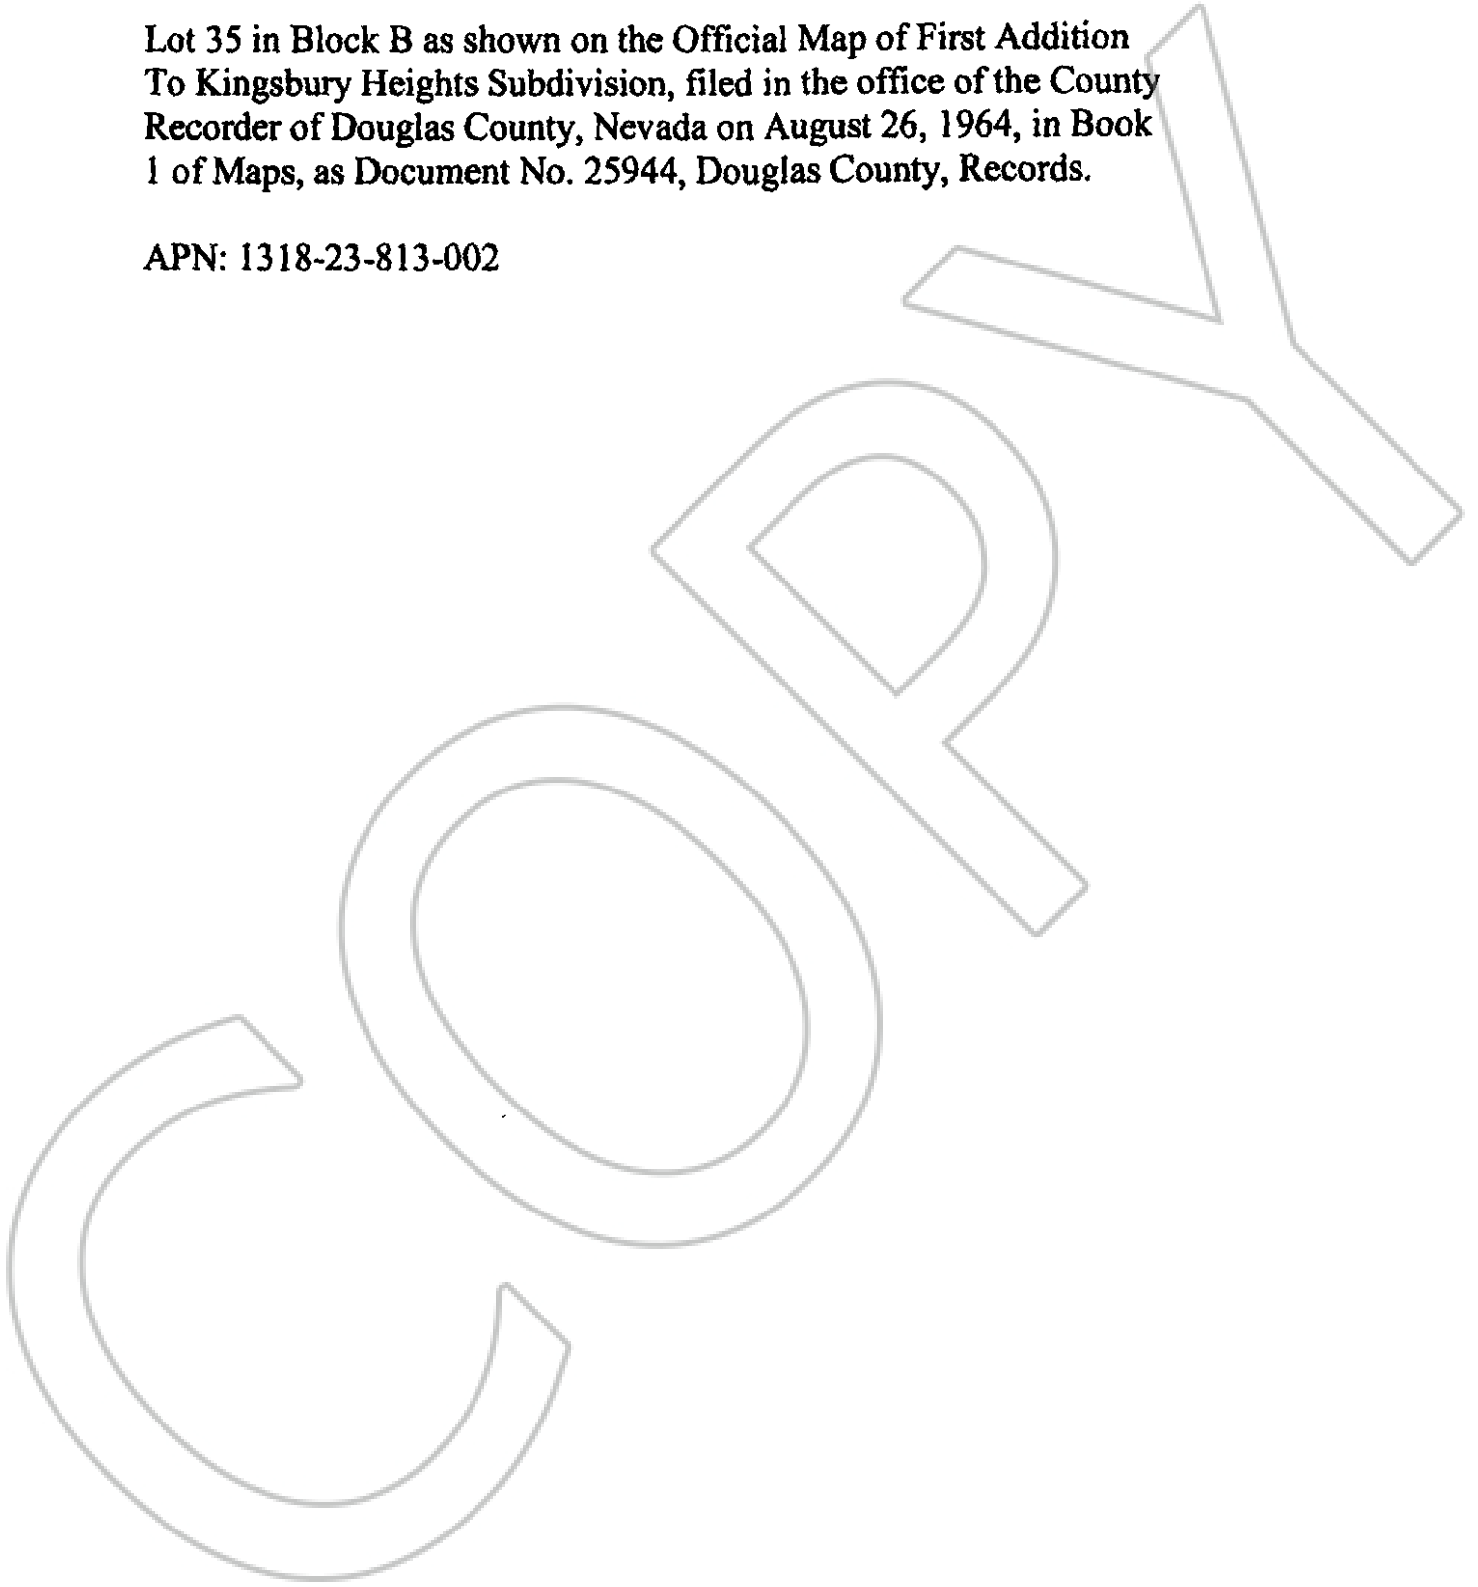 Lot 35 in Block B as shown on the Official Map of First Addition
To Kingsbury Heights Subdivision, filed in the office of the County
Recorder of Douglas County, Nevada on August 26, 1964, in Book
1 of Maps, as Document No. 25944, Douglas County, Records.
APN: 1318-23-813-002
COPY